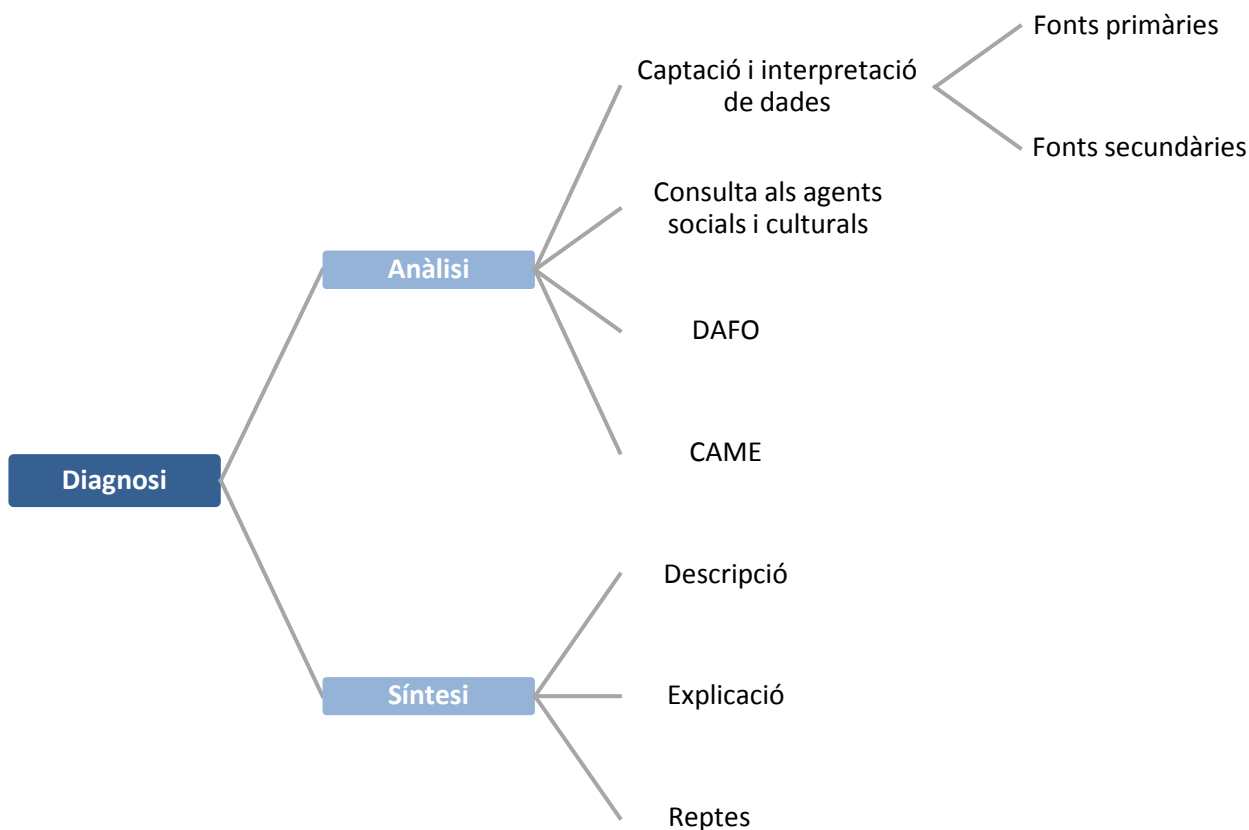 Fonts primàries
Captació i interpretació
de dades
Fonts secundàries
Consulta als agents
socials i culturals
Anàlisi
DAFO
CAME
Diagnosi
Descripció
Síntesi
Explicació
Reptes